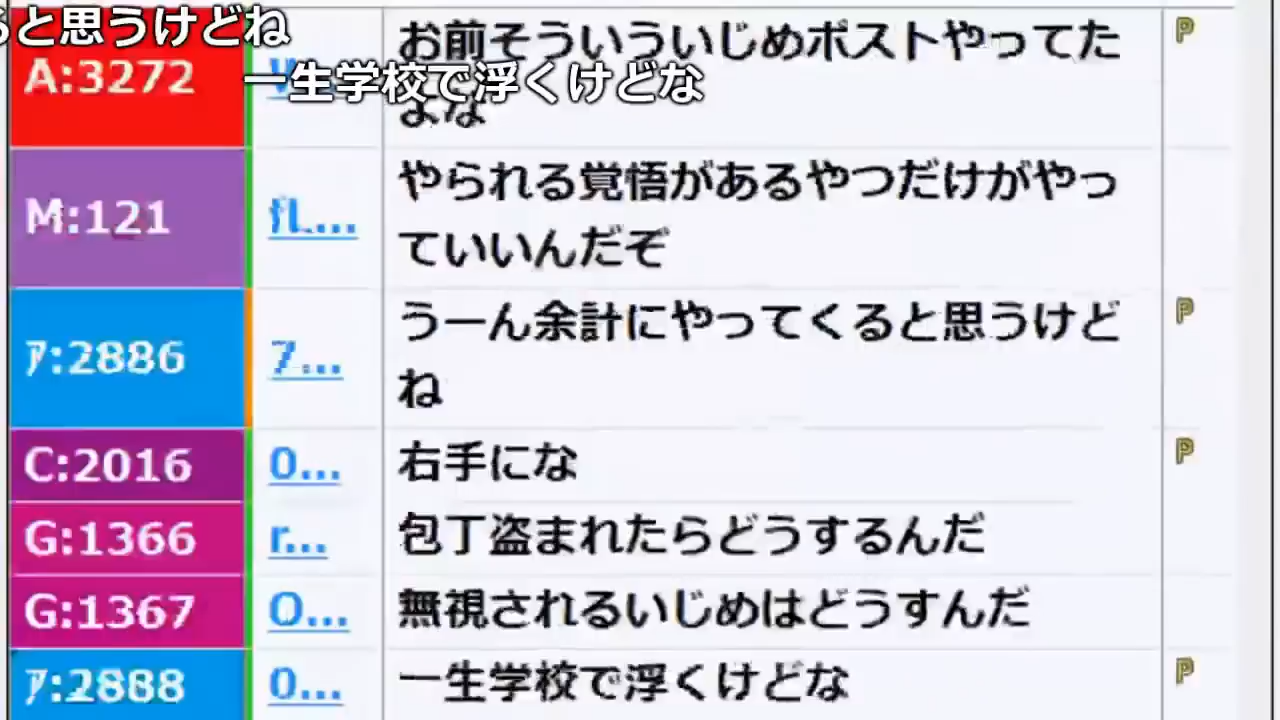 ると思うけどね
一生学校で浮くけどな
A:3272
お前そういういじめポストやってた
よな
P
M:121
fL...
やられる覚悟があるやつだけがやっ
ていいんだぞ
7:2886
7...
うーん余計にやってくると思うけど
ね
P
C:2016
0...
右手にな
P
G:1366
r...
包丁盗まれたらどうするんだ
G:1367
O...
無視されるいじめはどうすんだ
7:2888
0...
一生学校で浮くけどな
P